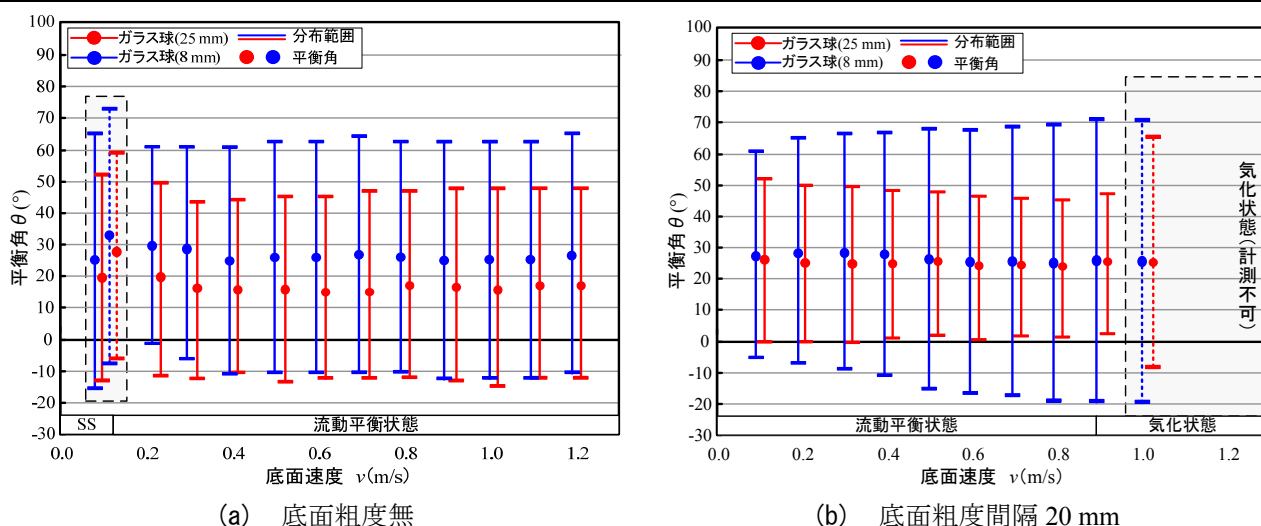 100
90
80
70
60
50
40
30
20
10
0
-10
-20
-30
平衡角 θ (°)
ガラス球(25 mm) 分布範囲
ガラス球(8 mm) 平衡角
SS 流動平衡状態
0.0 0.2 0.4 0.6 0.8 1.0 1.2
底面速度 v(m/s)
(a) 底面粗度無
100
90
80
70
60
50
40
30
20
10
0
-10
-20
-30
平衡角 θ (°)
ガラス球(25 mm) 分布範囲
ガラス球(8 mm) 平衡角
気化状態(計測不可)
流動平衡状態 気化状態
0.0 0.2 0.4 0.6 0.8 1.0 1.2
底面速度 v(m/s)
(b) 底面粗度間隔 20 mm